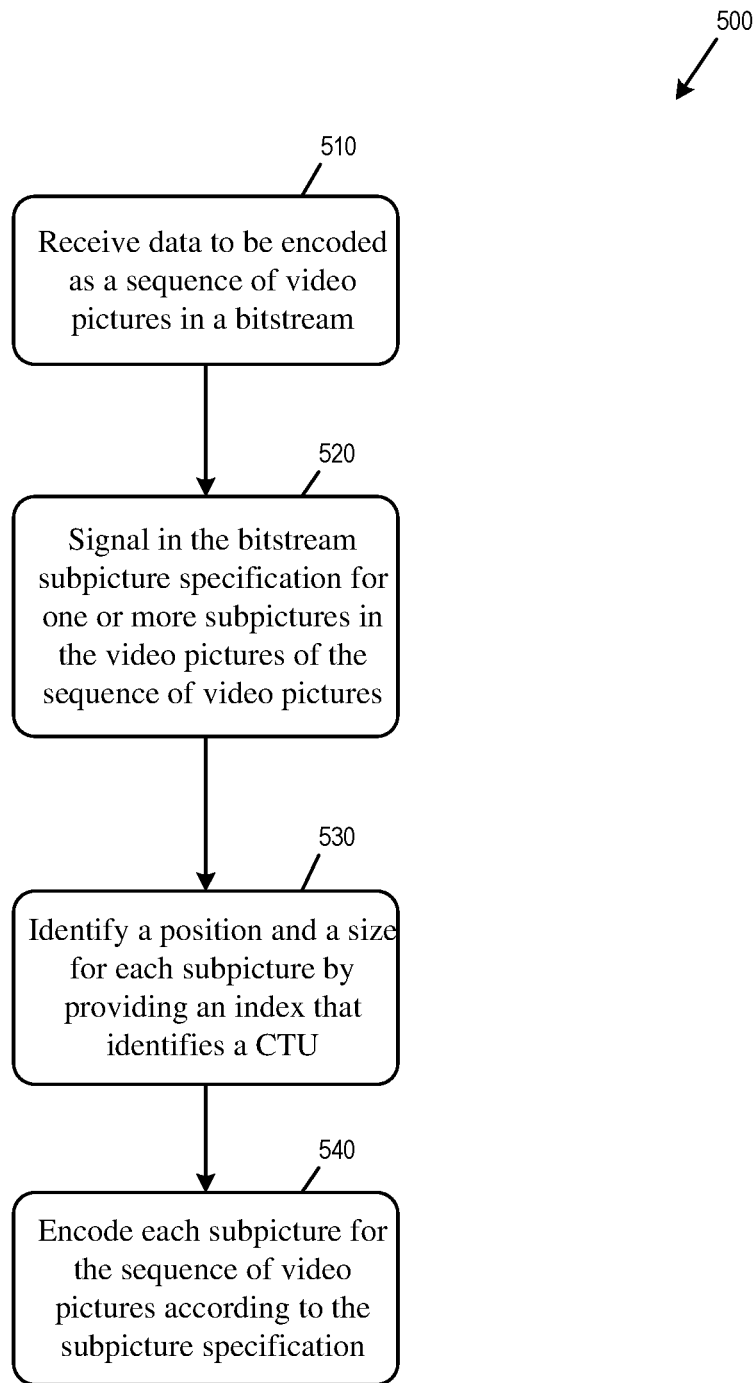 500
510
Receive data to be encoded
as a sequence of video
pictures in a bitstream
520
Signal in the bitstream
subpicture specification for
one or more subpictures in
the video pictures of the
sequence of video pictures
530
Identify a position and a size
for each subpicture by
providing an index that
identifies a CTU
540
Encode each subpicture for
the sequence of video
pictures according to the
subpicture specification